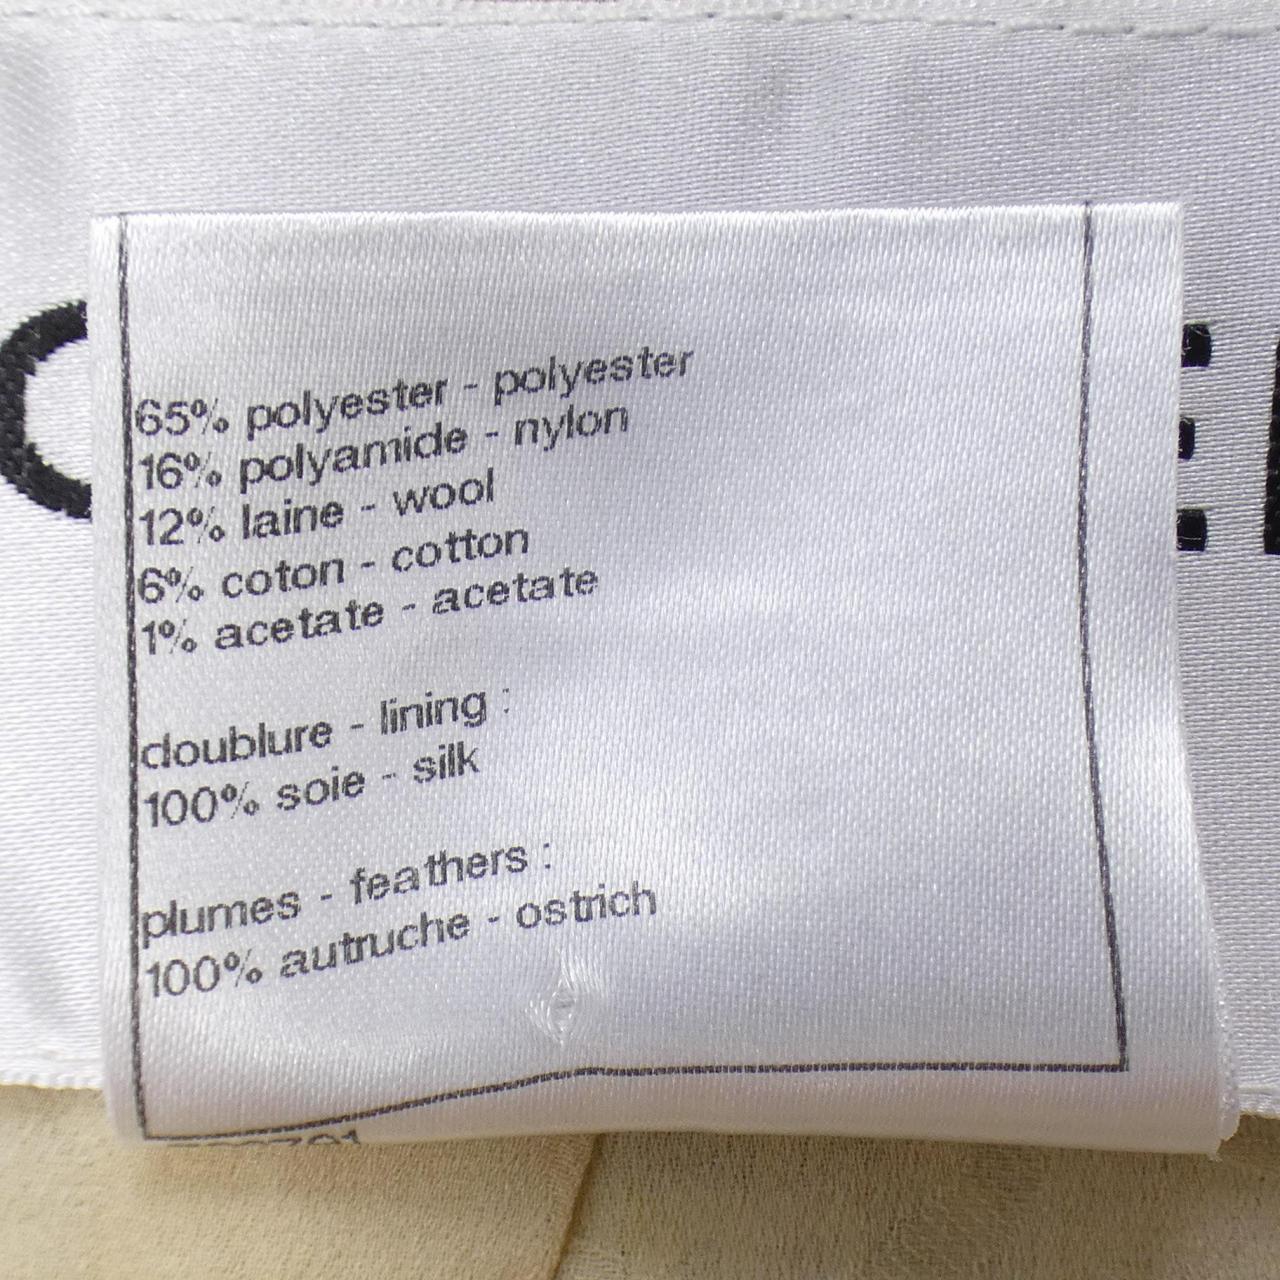 65% polyester - polyester
16% polyamide - nylon
12% laine - wool
6% coton - cotton
1% acetate - acetate
doublure - lining :
100% soie - silk
plumes - feathers :
100% autruche - ostrich